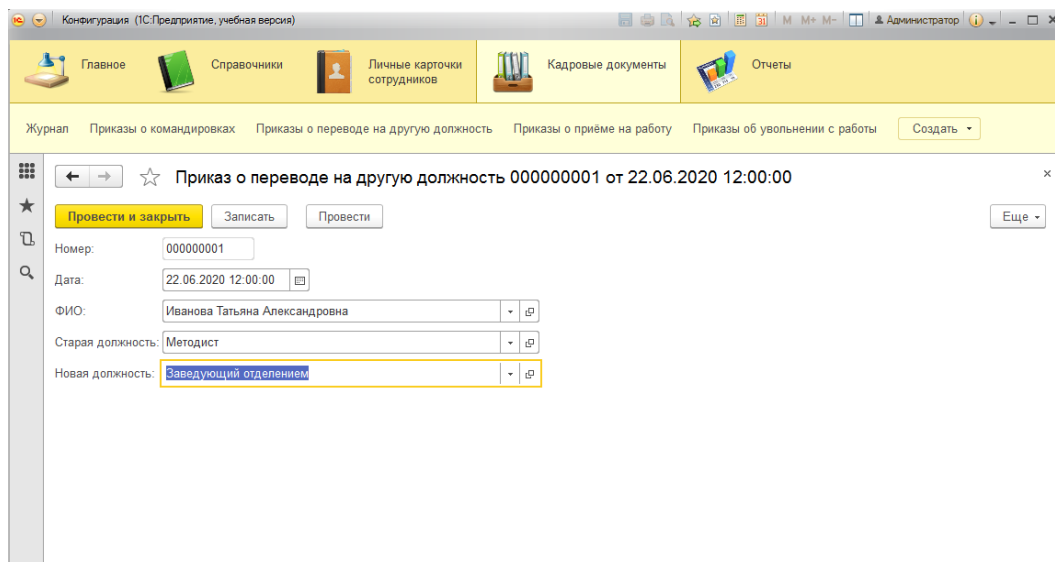 Конфигурация (1С:Предприятие, учебная версия)
M M+ M- Администратор
Главное Справочники Личные карточки сотрудников Кадровые документы Отчеты
Журнал Приказы о командировках Приказы о переводе на другую должность Приказы о приёме на работу Приказы об увольнении с работы Создать
Приказ о переводе на другую должность 000000001 от 22.06.2020 12:00:00
Провести и закрыть Записать Провести Еще
Номер: 000000001
Дата: 22.06.2020 12:00:00
ФИО: Иванова Татьяна Александровна
Старая должность: Методист
Новая должность: Заведующий отделением